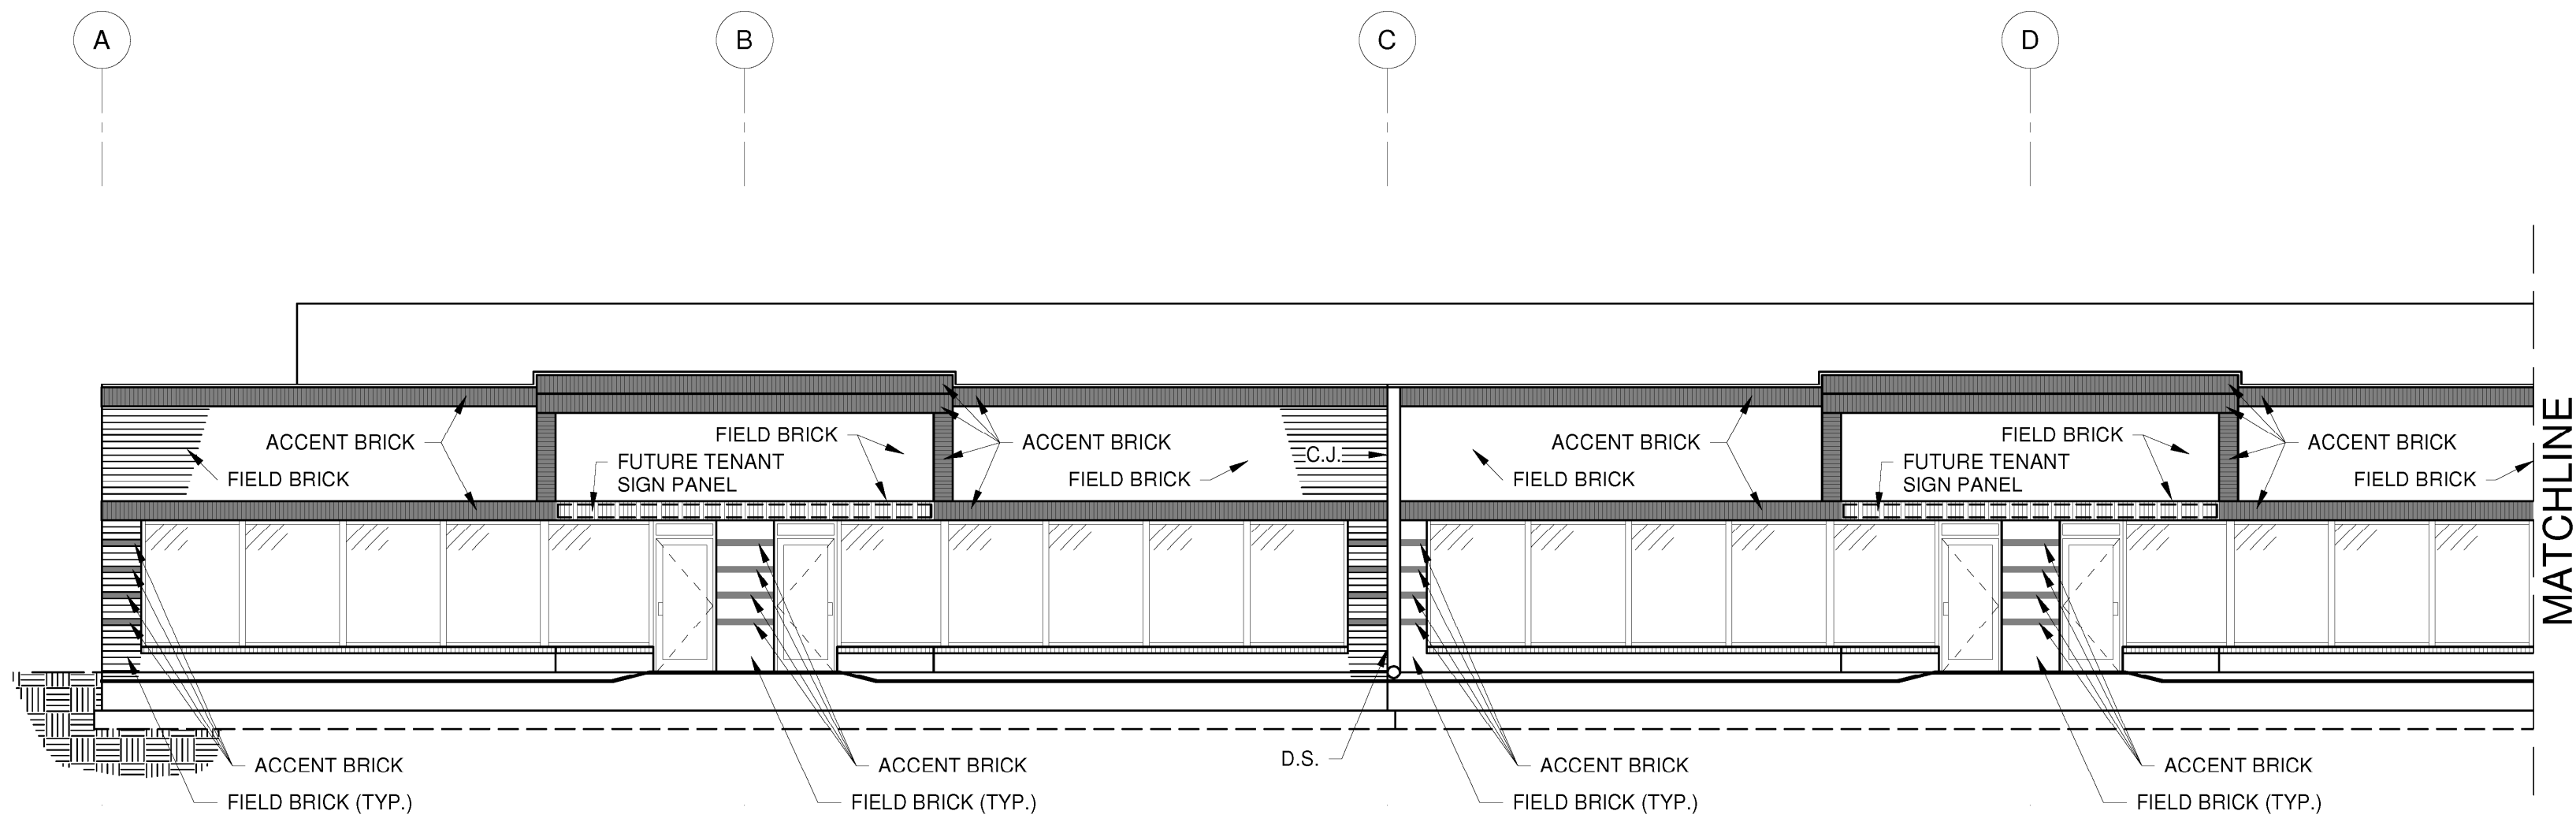 A
B
C
D
ACCENT BRICK
FIELD BRICK
FIELD BRICK
FUTURE TENANT
SIGN PANEL
ACCENT BRICK
FIELD BRICK
C.J.
ACCENT BRICK
FIELD BRICK
FIELD BRICK
FUTURE TENANT
SIGN PANEL
ACCENT BRICK
FIELD BRICK
MATCHLINE
ACCENT BRICK
FIELD BRICK (TYP.)
ACCENT BRICK
FIELD BRICK (TYP.)
D.S.
ACCENT BRICK
FIELD BRICK (TYP.)
ACCENT BRICK
FIELD BRICK (TYP.)